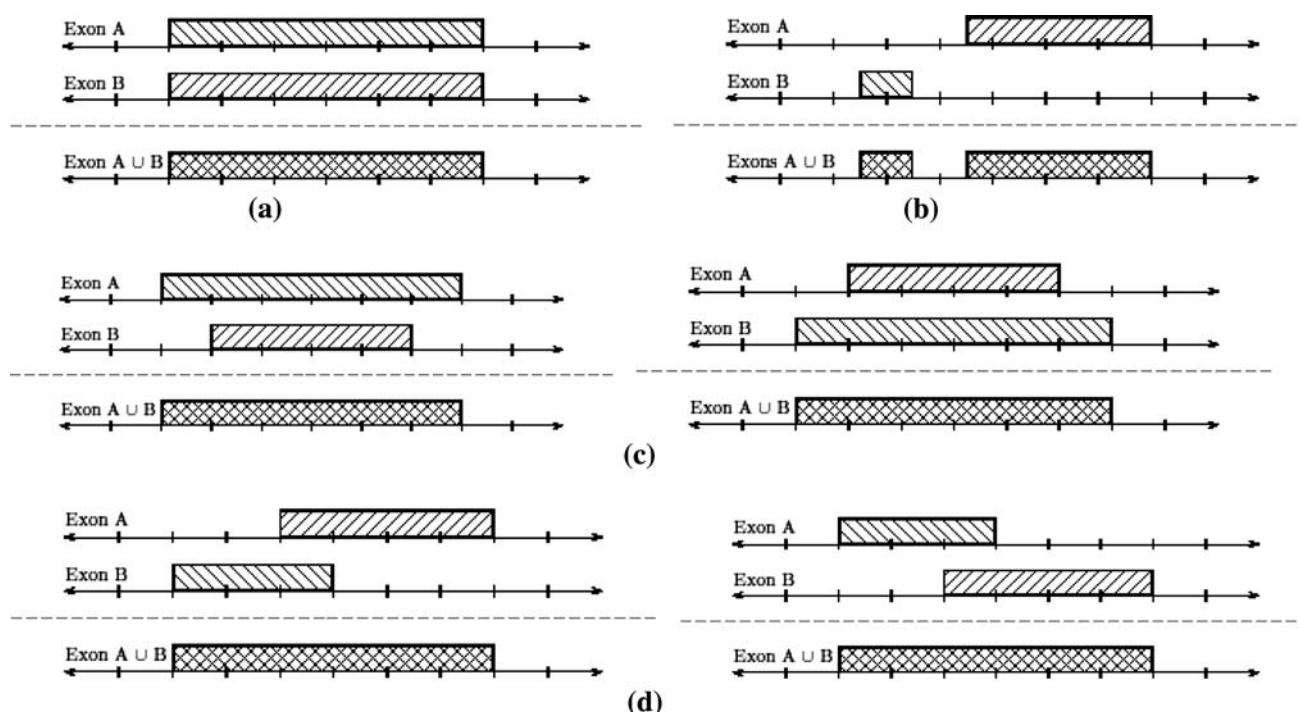 Exon A
Exon B
Exon A ∪ B
(a)
Exon A
Exon B
Exons A ∪ B
(b)
Exon A
Exon B
Exon A ∪ B
Exon A
Exon B
Exon A ∪ B
(c)
Exon A
Exon B
Exon A ∪ B
Exon A
Exon B
Exon A ∪ B
(d)